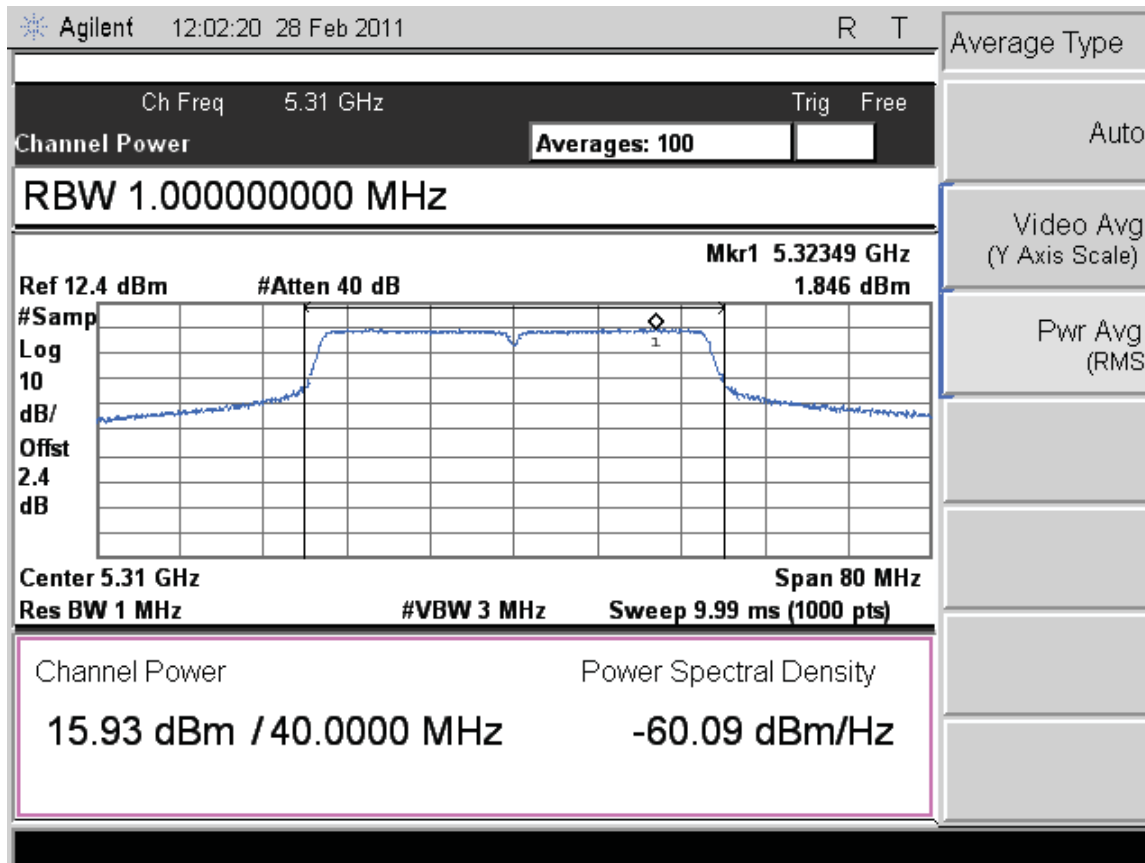 Agilent 12:02:20 28 Feb 2011 R T
Average Type
Ch Freq 5.31 GHz Trig Free
Channel Power Averages: 100
Auto
RBW 1.000000000 MHz
Video Avg
(Y Axis Scale)
Mkr1 5.32349 GHz
Ref 12.4 dBm #Atten 40 dB 1.846 dBm
#Samp
Log
10
dB/
Offst
2.4
dB
1
Pwr Avg
(RMS
Center 5.31 GHz Span 80 MHz
Res BW 1 MHz #VBW 3 MHz Sweep 9.99 ms (1000 pts)
Channel Power Power Spectral Density
15.93 dBm / 40.0000 MHz -60.09 dBm/Hz